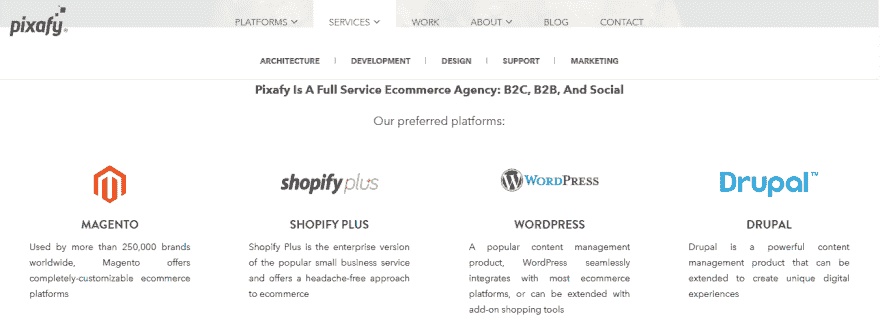 pixafy
PLATFORMS SERVICES WORK ABOUT BLOG CONTACT
ARCHITECTURE | DEVELOPMENT | DESIGN | SUPPORT | MARKETING
Pixafy Is A Full Service Ecommerce Agency: B2C, B2B, And Social
Our preferred platforms:
shopify plus
WORDPRESS
Drupal™
MAGENTO
Used by more than 250,000 brands
worldwide, Magento offers
completely-customizable ecommerce
platforms
SHOPIFY PLUS
Shopify Plus is the enterprise version
of the popular small business service
and offers a headache-free approach
to ecommerce
WORDPRESS
A popular content management
product, WordPress seamlessly
integrates with most ecommerce
platforms, or can be extended with
add-on shopping tools
DRUPAL
Drupal is a powerful content
management product that can be
extended to create unique digital
experiences